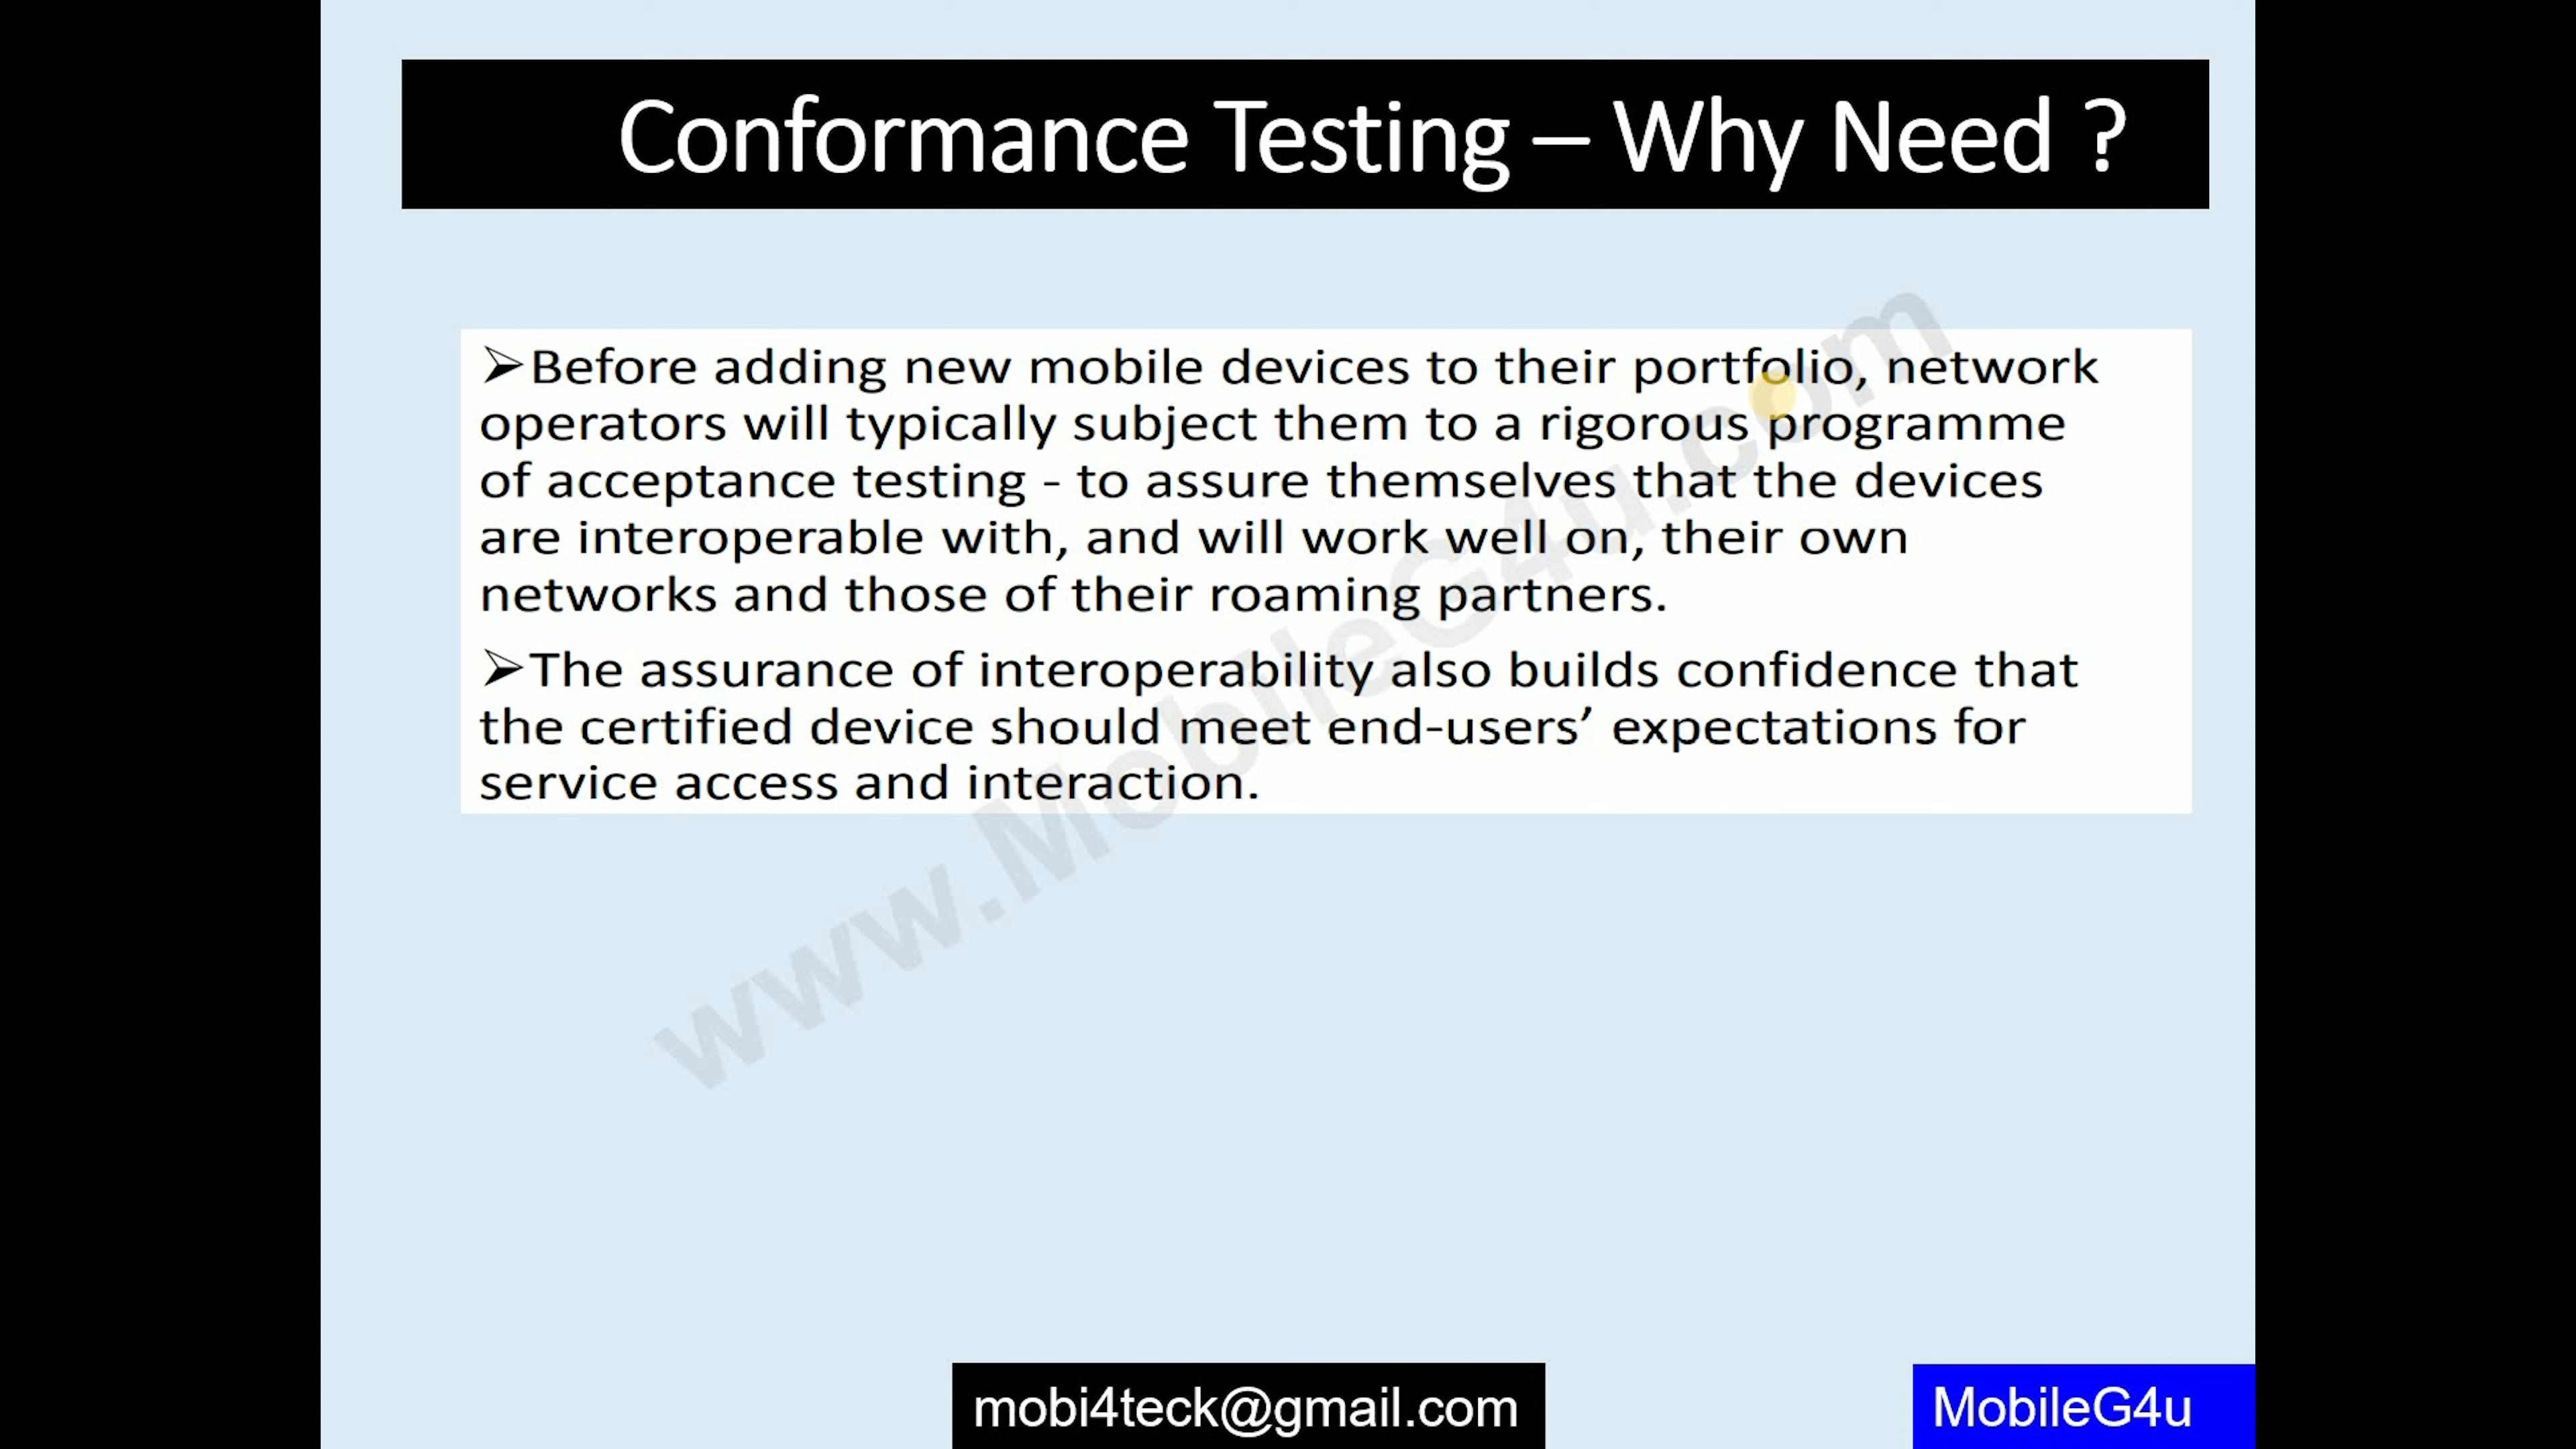 Conformance Testing – Why Need ?
➢Before adding new mobile devices to their portfolio, network
operators will typically subject them to a rigorous programme
of acceptance testing - to assure themselves that the devices
are interoperable with, and will work well on, their own
networks and those of their roaming partners.
➢The assurance of interoperability also builds confidence that
the certified device should meet end-users’ expectations for
service access and interaction.
www.MobileG4u.com
mobi4teck@gmail.com
MobileG4u